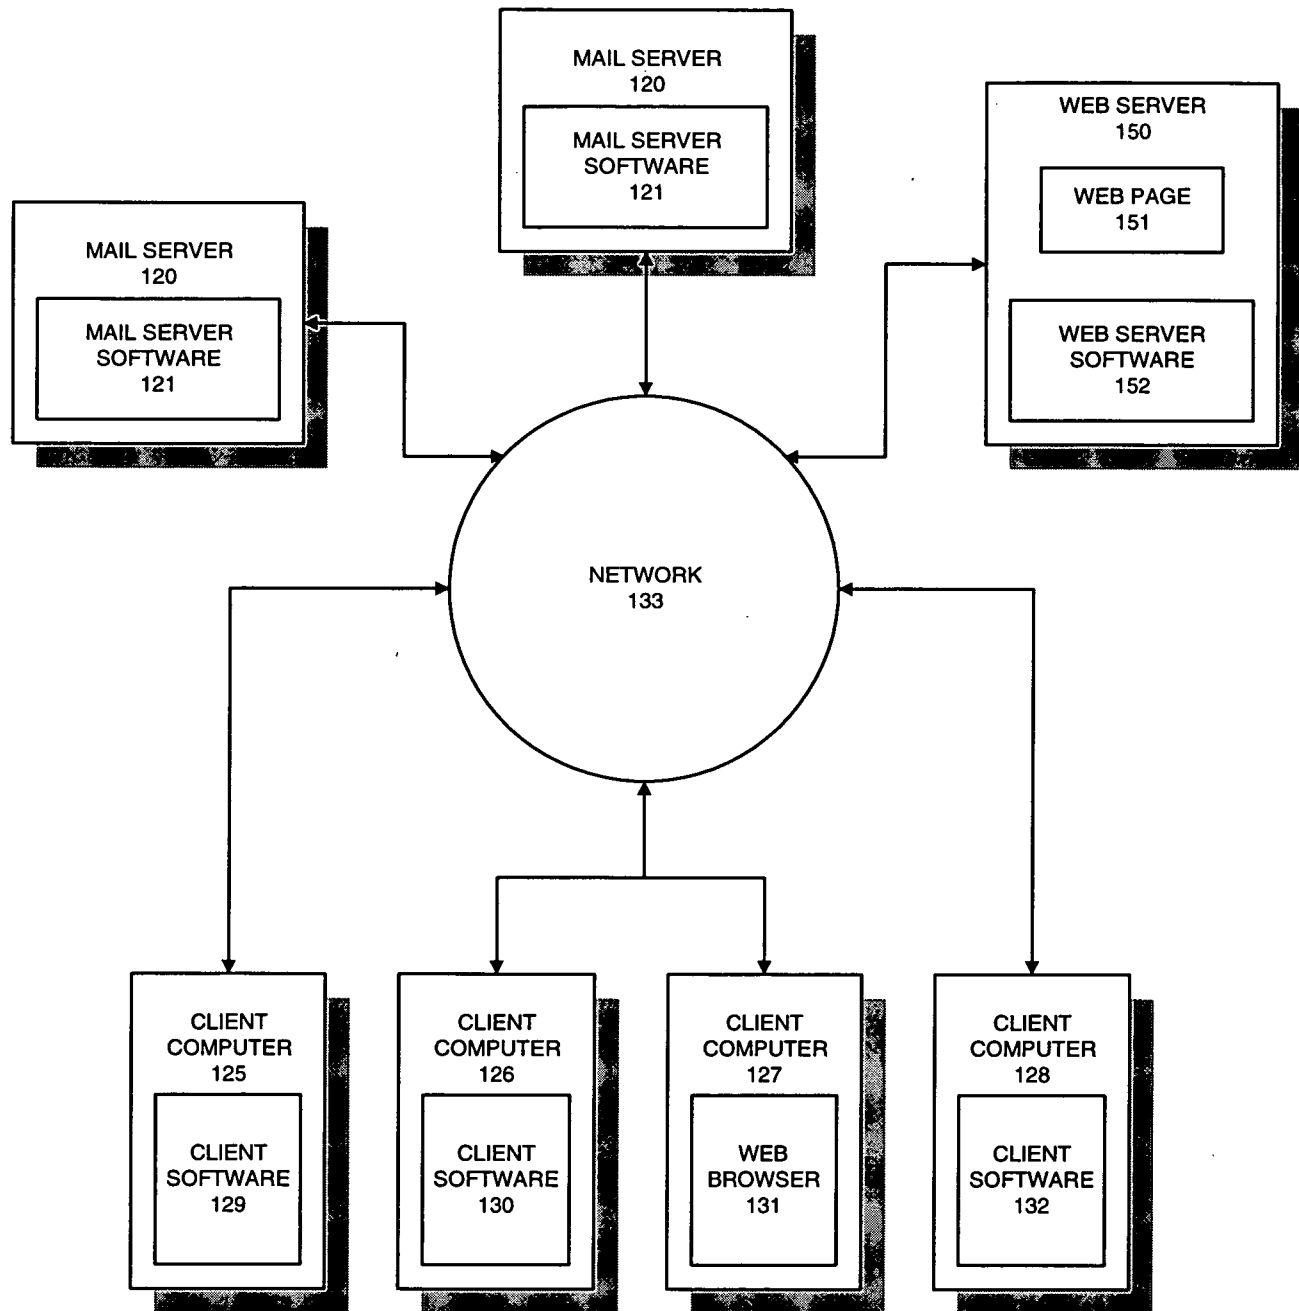 MAIL SERVER
120
MAIL SERVER
SOFTWARE
121
WEB SERVER
150
WEB PAGE
151
WEB SERVER
SOFTWARE
152
MAIL SERVER
120
MAIL SERVER
SOFTWARE
121
NETWORK
133
CLIENT
COMPUTER
125
CLIENT
SOFTWARE
129
CLIENT
COMPUTER
126
CLIENT
SOFTWARE
130
CLIENT
COMPUTER
127
WEB
BROWSER
131
CLIENT
COMPUTER
128
CLIENT
SOFTWARE
132